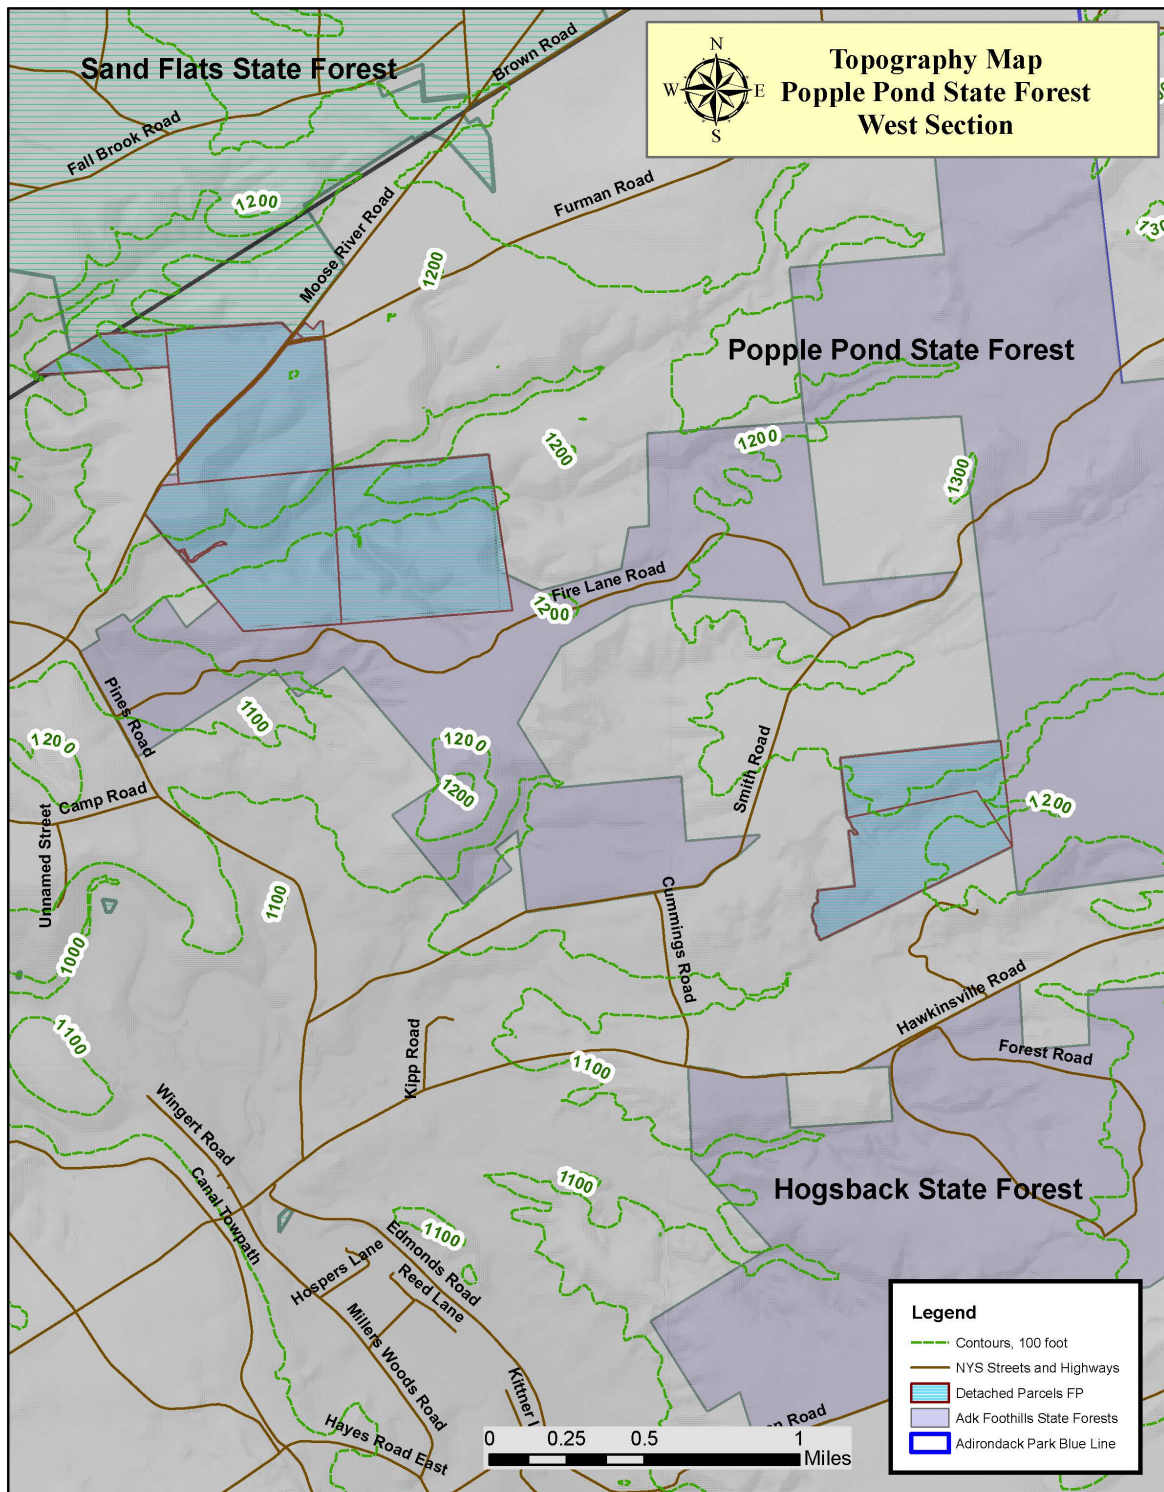 Topography Map
Popple Pond State Forest
West Section
N
W
E
S
Sand Flats State Forest
Brown Road
Fall Brook Road
1200
Moose River Road
Furman Road
1200
Popple Pond State Forest
1200
1200
1300
Fire Lane Road
1200
Pines Road
1100
1200
1200
1200
Smith Road
1200
Camp Road
Unnamed Street
1100
1000
Cummings Road
Hawkinsville Road
1100
Kipp Road
1100
Forest Road
Wingert Road
Canal Towpath
1100
Hogsback State Forest
1100
Edmonds Road
Hospers Lane
Reed Lane
Millers Woods Road
Kittner
Hayes Road East
Road
Legend
Contours, 100 foot
NYS Streets and Highways
Detached Parcels FP
Adk Foothills State Forests
Adirondack Park Blue Line
0 0.25 0.5 1
Miles